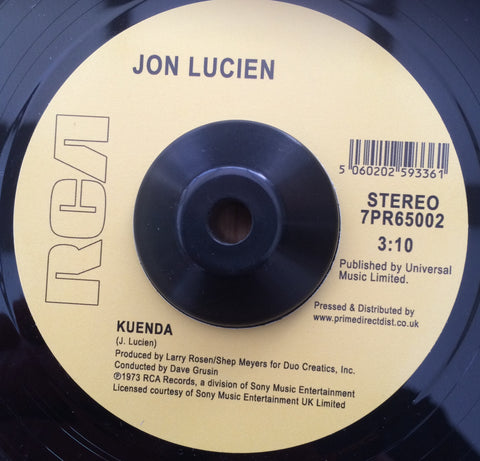 JON LUCIEN
RCA
5 060202 593361
STEREO
7PR65002
3:10
Published by Universal
Music Limited.
Pressed & Distributed by
www.primedirectdist.co.uk
KUENDA
(J. Lucien)
Produced by Larry Rosen/Shep Meyers for Duo Creatics, Inc.
Conducted by Dave Grusin
℗1973 RCA Records, a division of Sony Music Entertainment
Licensed courtesy of Sony Music Entertainment UK Limited